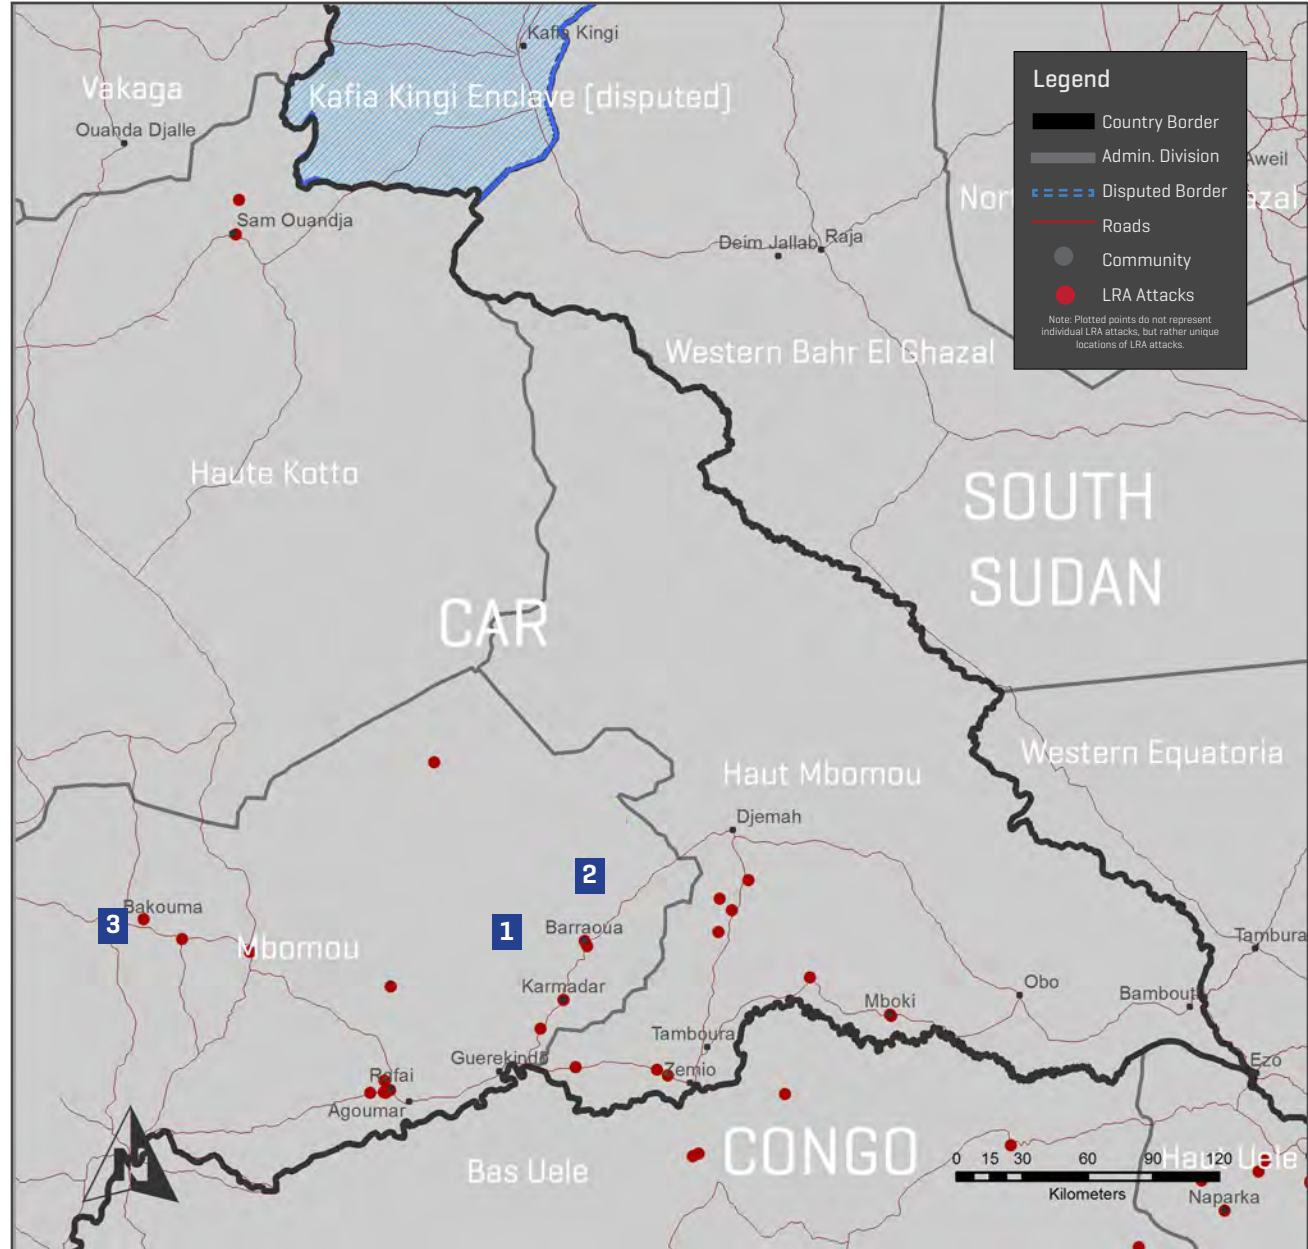 Kafia Kingi
Vakaga
Kafia Kingi Enclave (disputed)
Ouanda Djalle
Legend
Country Border
Admin. Division
Disputed Border
Roads
Community
LRA Attacks
Note: Plotted points do not represent
individual LRA attacks, but rather unique
locations of LRA attacks.
Aweil
Sam Ouandja
Deim Jallab
Raja
Western Bahr El Ghazal
Haute Kotto
SOUTH
SUDAN
CAR
Western Equatoria
Haut Mbomou
Djemah
2
Bakouma
3
1
Barraoua
Mbomou
Tambura
Karmadar
Obo
Mboki
Bambouti
Tamboura
Guerekindo
Zemio
Ezo
Rafai
Agoumar
CONGO
N
Bas Uele
0 15 30 60 90 120
Haut Uele
Kilometers
Naparka